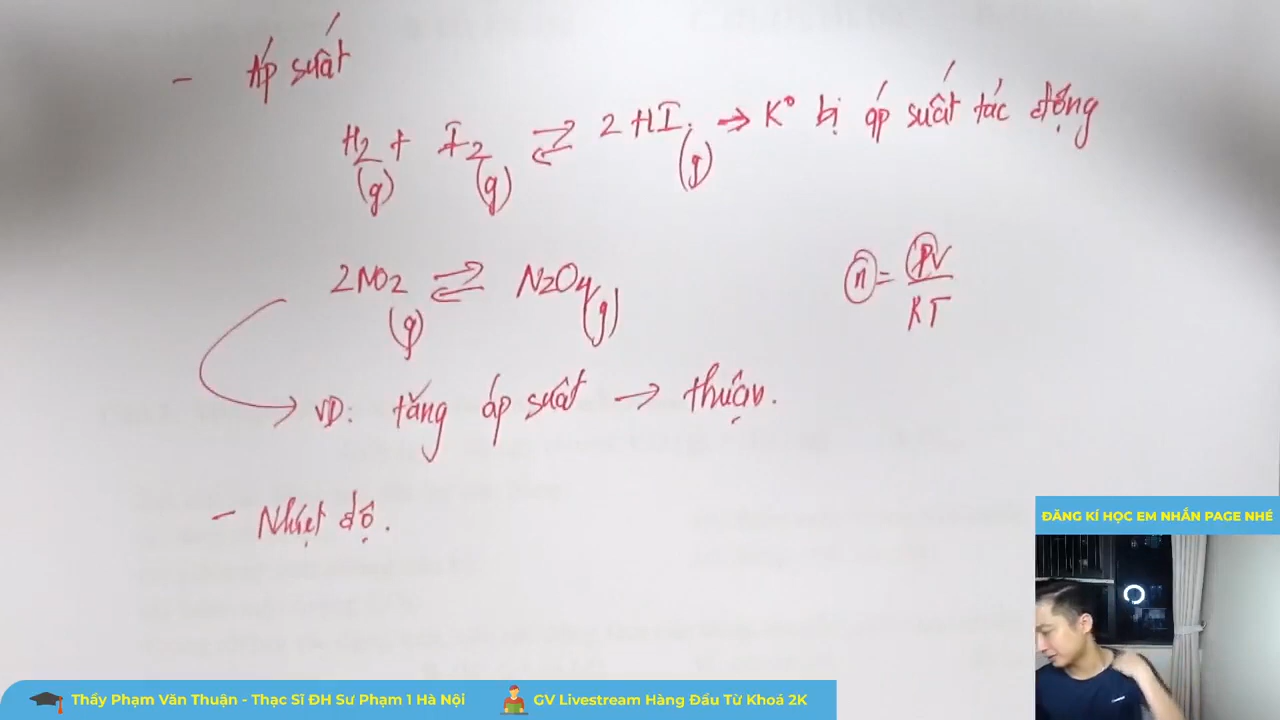 - Áp suất
H2 + I2 ⇌ 2 HI → K° bị áp suất tác động
(g) (g) (g)
2NO2 ⇌ N2O4 n = PV
(g) (g) RT
→ VD: tăng áp suất → thuận.
- Nhiệt độ.
ĐĂNG KÍ HỌC EM NHẮN PAGE NHÉ
Thầy Phạm Văn Thuận - Thạc Sĩ ĐH Sư Phạm 1 Hà Nội
GV Livestream Hàng Đầu Từ Khoá 2K